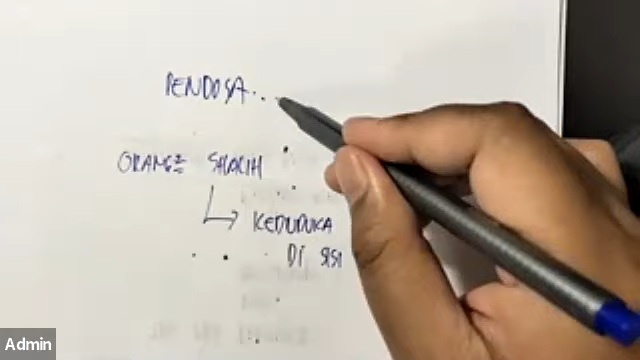 PENDOSA...
ORANG2 SHOLIH
KEDUDUKA
DI SISI
Admin